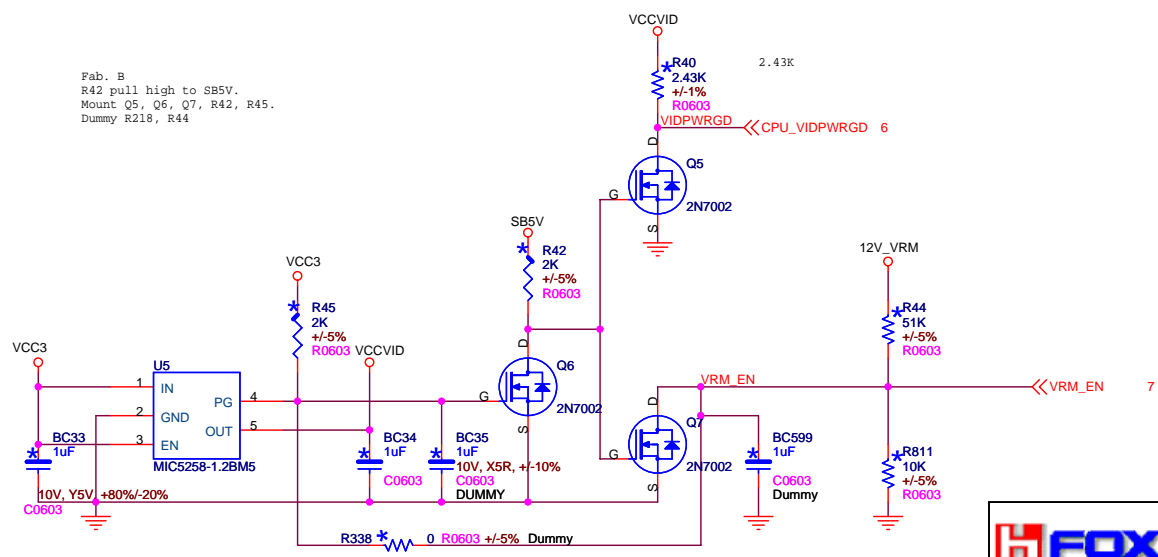 Fab. B
R42 pull high to SB5V.
Mount Q5, Q6, Q7, R42, R45.
Dummy R218, R44
VCCVID
*
R40
2.43K
+/-1%
R0603
2.43K
VIDPWRGD
CPU_VIDPWRGD 6
D
Q5
G
2N7002
S
SB5V
*
R42
2K
+/-5%
R0603
12V_VRM
*
R44
51K
+/-5%
R0603
VCC3
*
R45
2K
+/-5%
R0603
VCC3
VCCVID
U5
1
IN
2
GND
3
EN
PG
4
OUT
5
MIC5258-1.2BM5
D
Q6
G
2N7002
S
VRM_EN
VRM_EN 7
D
Q7
G
2N7002
S
*
BC33
1uF
10V, Y5V, +80%/-20%
C0603
*
BC34
1uF
C0603
*
BC35
1uF
10V, X5R, +/-10%
C0603
DUMMY
*
BC599
1uF
C0603
Dummy
*
R811
10K
+/-5%
R0603
R338 * 0 R0603 +/-5% Dummy
FOX